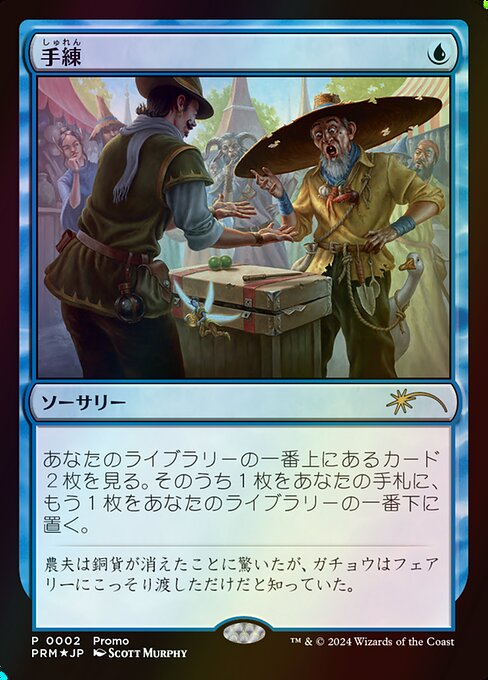 しゅれん
手練
ソーサリー
あなたのライブラリーの一番上にあるカード
２枚を見る。そのうち１枚をあなたの手札に、
もう１枚をあなたのライブラリーの一番下に
置く。
農夫は銅貨が消えたことに驚いたが、ガチョウはフェア
リーにこっそり渡しただけだと知っていた。
P 0002 Promo
PRM★JP Scott Murphy
™ & © 2024 Wizards of the Coast